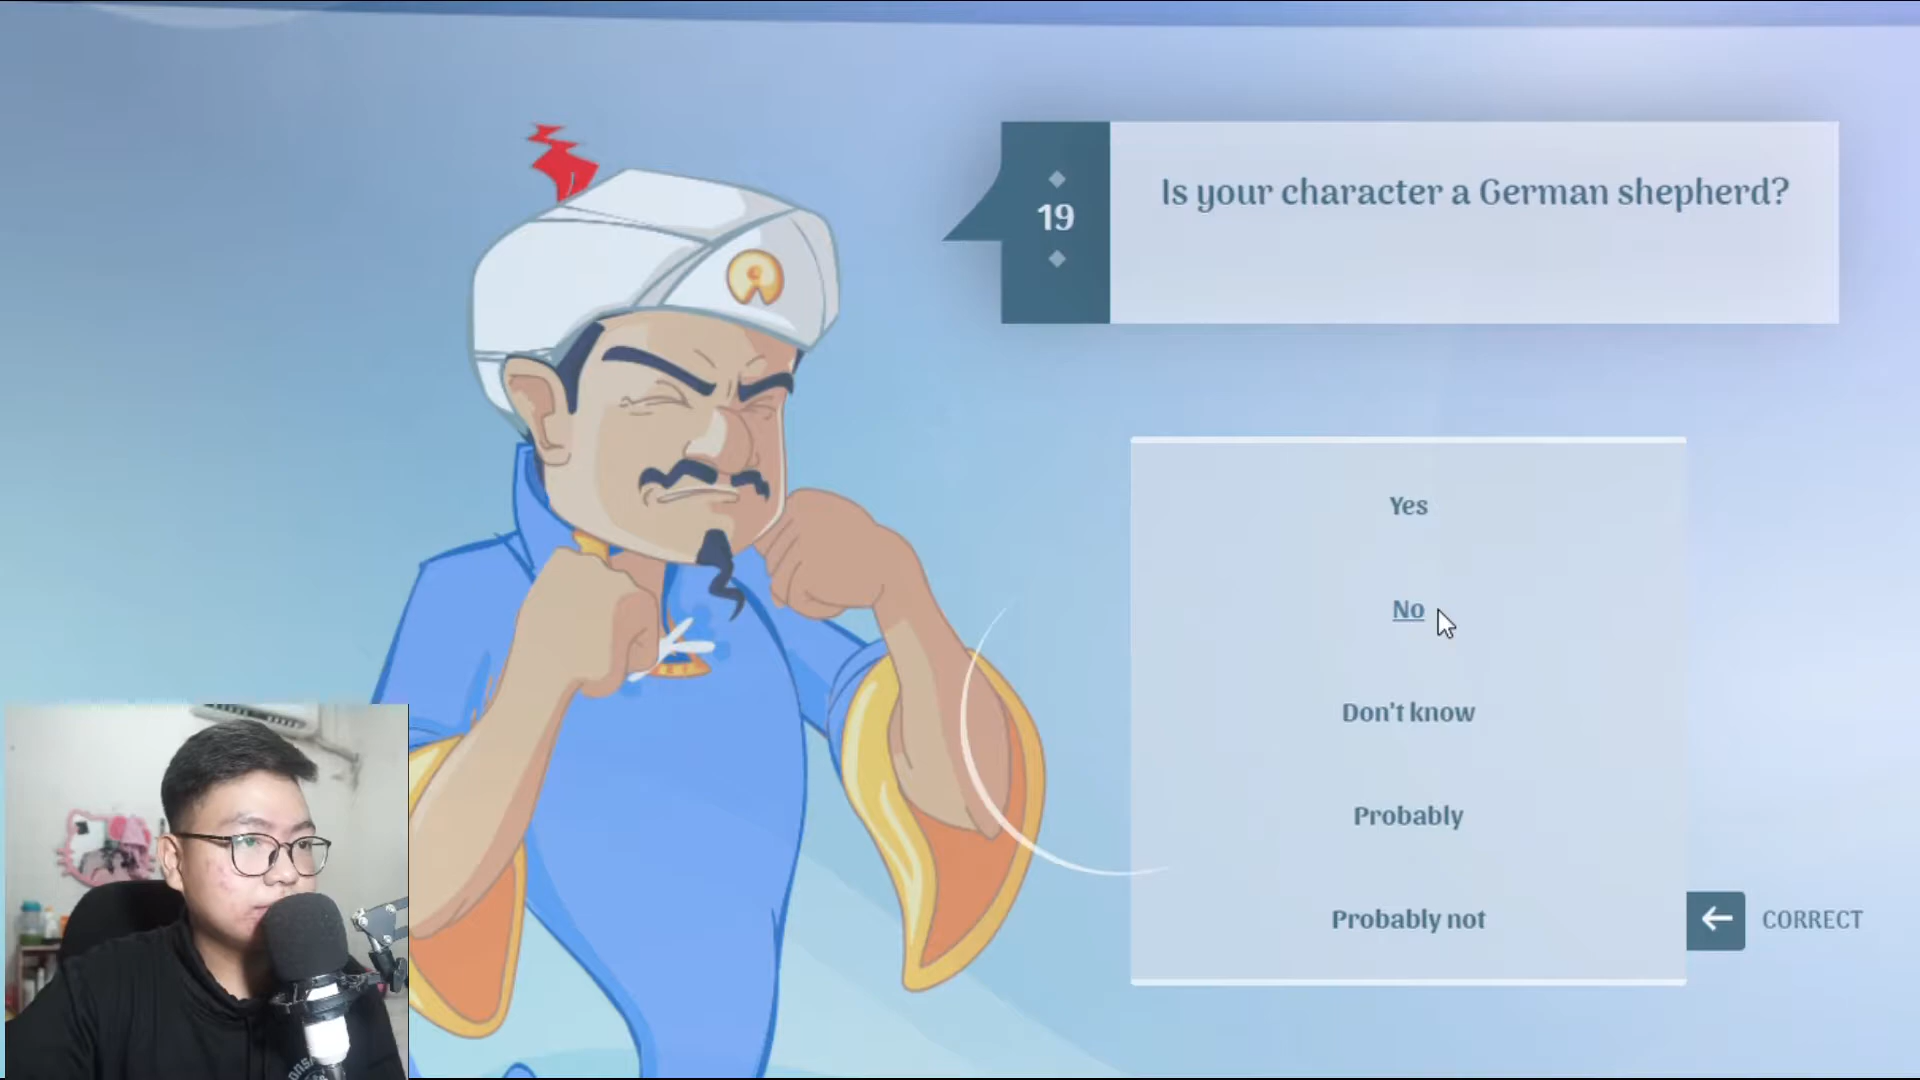 19
Is your character a German shepherd?
Yes
No
Don't know
Probably
Probably not
CORRECT